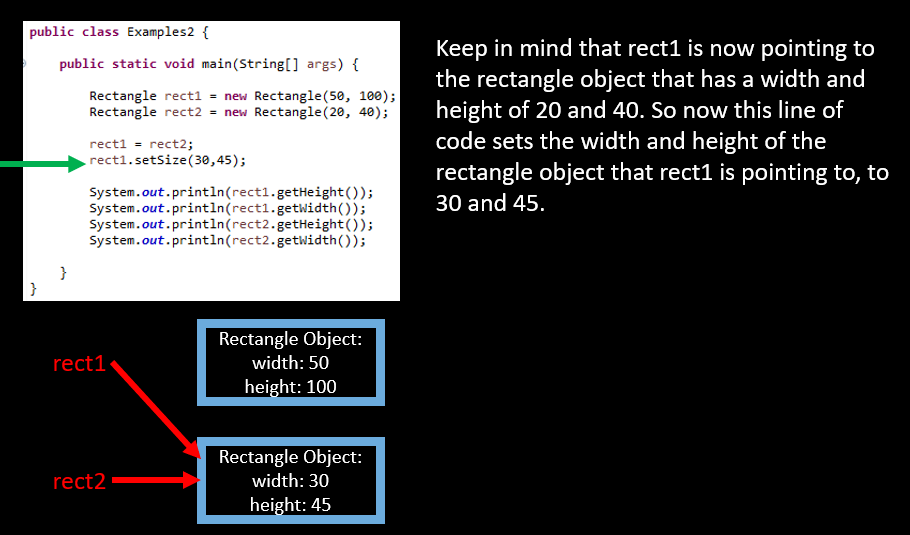 public class Examples2 {
public static void main(String[] args) {
Rectangle rect1 = new Rectangle(50, 100);
Rectangle rect2 = new Rectangle(20, 40);
rect1 = rect2;
rect1.setSize(30,45);
System.out.println(rect1.getHeight());
System.out.println(rect1.getWidth());
System.out.println(rect2.getHeight());
System.out.println(rect2.getWidth());
}
}
Keep in mind that rect1 is now pointing to
the rectangle object that has a width and
height of 20 and 40. So now this line of
code sets the width and height of the
rectangle object that rect1 is pointing to, to
30 and 45.
rect1
Rectangle Object:
width: 50
height: 100
rect2
Rectangle Object:
width: 30
height: 45